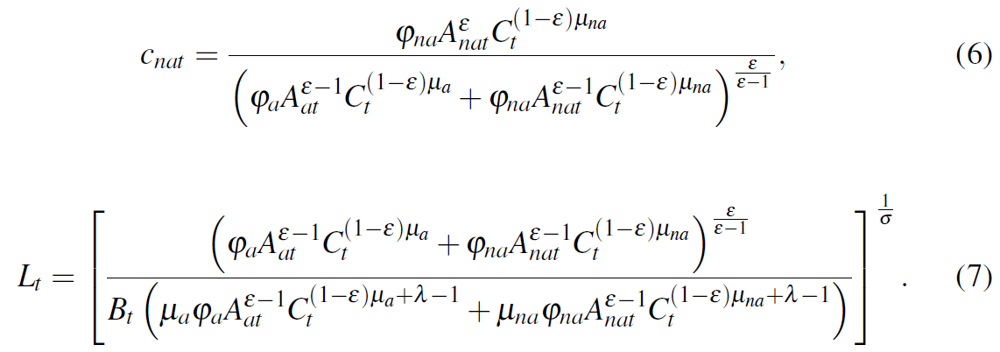 c_{nat} = \frac{\varphi_{na} A_{nat}^{\varepsilon} C_t^{(1-\varepsilon)\mu_{na}}}{\left(\varphi_a A_{at}^{\varepsilon-1} C_t^{(1-\varepsilon)\mu_a} + \varphi_{na} A_{nat}^{\varepsilon-1} C_t^{(1-\varepsilon)\mu_{na}}\right)^{\frac{\varepsilon}{\varepsilon-1}}}, (6)
L_t = \left[\frac{\left(\varphi_a A_{at}^{\varepsilon-1} C_t^{(1-\varepsilon)\mu_a} + \varphi_{na} A_{nat}^{\varepsilon-1} C_t^{(1-\varepsilon)\mu_{na}}\right)^{\frac{\varepsilon}{\varepsilon-1}}}{B_t \left(\mu_a \varphi_a A_{at}^{\varepsilon-1} C_t^{(1-\varepsilon)\mu_a+\lambda-1} + \mu_{na} \varphi_{na} A_{nat}^{\varepsilon-1} C_t^{(1-\varepsilon)\mu_{na}+\lambda-1}\right)}\right]^{\frac{1}{\sigma}}. (7)